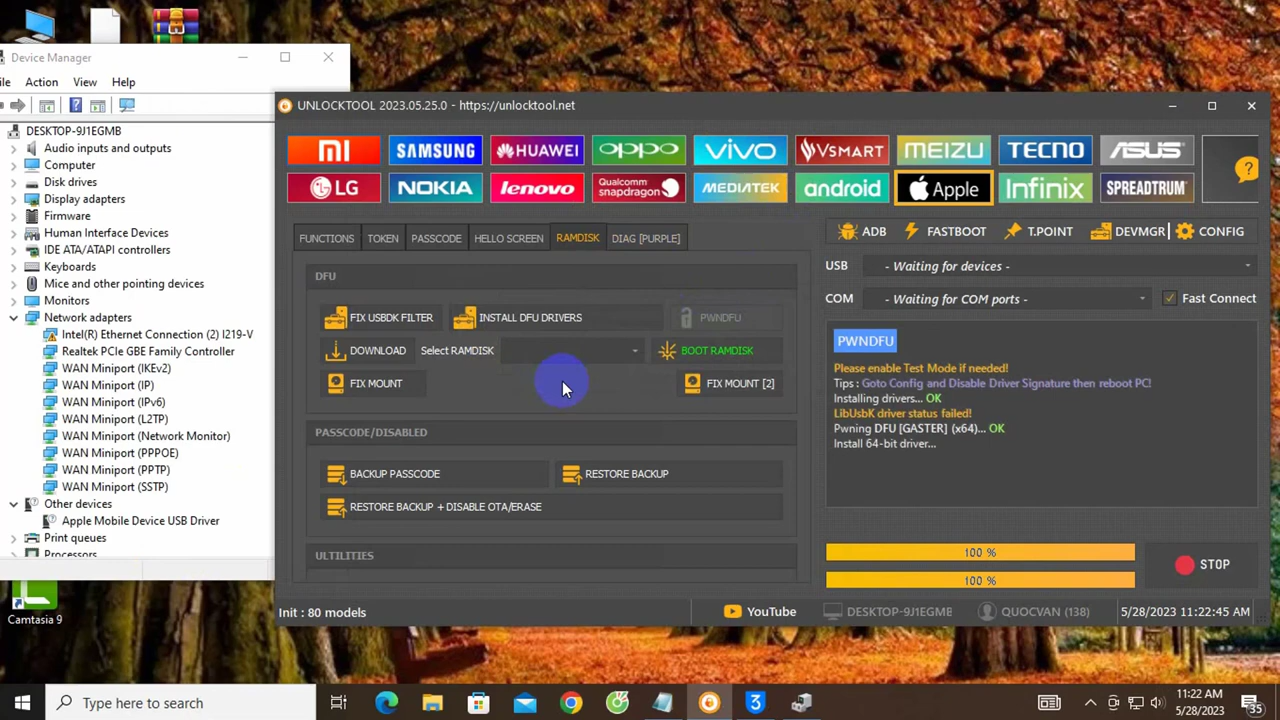 Device Manager
ile Action View Help
DESKTOP-9J1EGMB
Audio inputs and outputs
Computer
Disk drives
Display adapters
Firmware
Human Interface Devices
IDE ATA/ATAPI controllers
Keyboards
Mice and other pointing devices
Monitors
Network adapters
Intel(R) Ethernet Connection (2) I219-V
Realtek PCIe GBE Family Controller
WAN Miniport (IKEv2)
WAN Miniport (IP)
WAN Miniport (IPv6)
WAN Miniport (L2TP)
WAN Miniport (Network Monitor)
WAN Miniport (PPPOE)
WAN Miniport (PPTP)
WAN Miniport (SSTP)
Other devices
Apple Mobile Device USB Driver
Print queues
Processors
Camtasia 9
UNLOCKTOOL 2023.05.25.0 - https://unlocktool.net
mi SAMSUNG HUAWEI oppo vivo VSMART MEIZU TECNO ASUS
LG NOKIA lenovo Qualcomm snapdragon MEDIATEK android Apple Infinix SPREADTRUM
?
FUNCTIONS TOKEN PASSCODE HELLO SCREEN RAMDISK DIAG [PURPLE]
DFU
FIX USBDK FILTER INSTALL DFU DRIVERS PWNDFU
DOWNLOAD Select RAMDISK BOOT RAMDISK
FIX MOUNT FIX MOUNT [2]
PASSCODE/DISABLED
BACKUP PASSCODE RESTORE BACKUP
RESTORE BACKUP + DISABLE OTA/ERASE
ULTILITIES
ADB FASTBOOT T.POINT DEVMGR CONFIG
USB - Waiting for devices -
COM - Waiting for COM ports - Fast Connect
PWNDFU
Please enable Test Mode if needed!
Tips : Goto Config and Disable Driver Signature then reboot PC!
Installing drivers... OK
LibUsbK driver status failed!
Pwning DFU [GASTER] (x64)... OK
Install 64-bit driver...
100 %
100 %
STOP
Init : 80 models YouTube DESKTOP-9J1EGMB QUOCVAN (138) 5/28/2023 11:22:45 AM
Type here to search
3
11:22 AM
5/28/2023
35